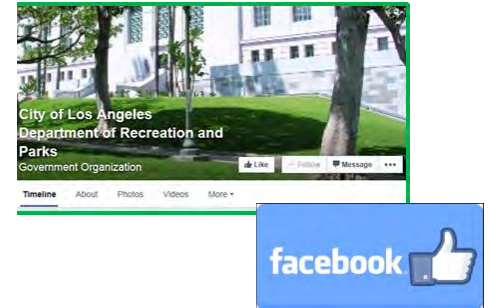 City of Los Angeles
Department of Recreation and
Parks
Government Organization
Like Follow Message
Timeline About Photos Videos More
facebook